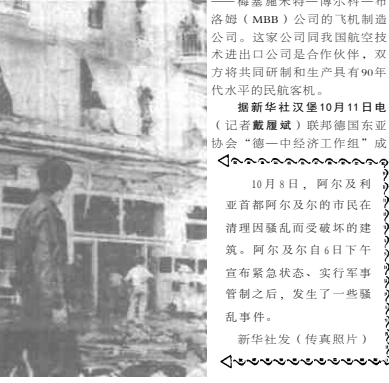 ——梅塞施米特—博尔科—布
洛姆（MBB）公司的飞机制造
公司。这家公司同我国航空技
术进出口公司是合作伙伴，双
方将共同研制和生产具有90年
代水平的民航客机。
据新华社汉堡10月11日电
（记者戴履斌）联邦德国东亚
协会“德—中经济工作组”成
10月8日，阿尔及利
亚首都阿尔及尔的市民在
清理因骚乱而受破坏的建
筑。阿尔及尔自6日下午
宣布紧急状态、实行军事
管制之后，发生了一些骚
乱事件。
新华社发（传真照片）